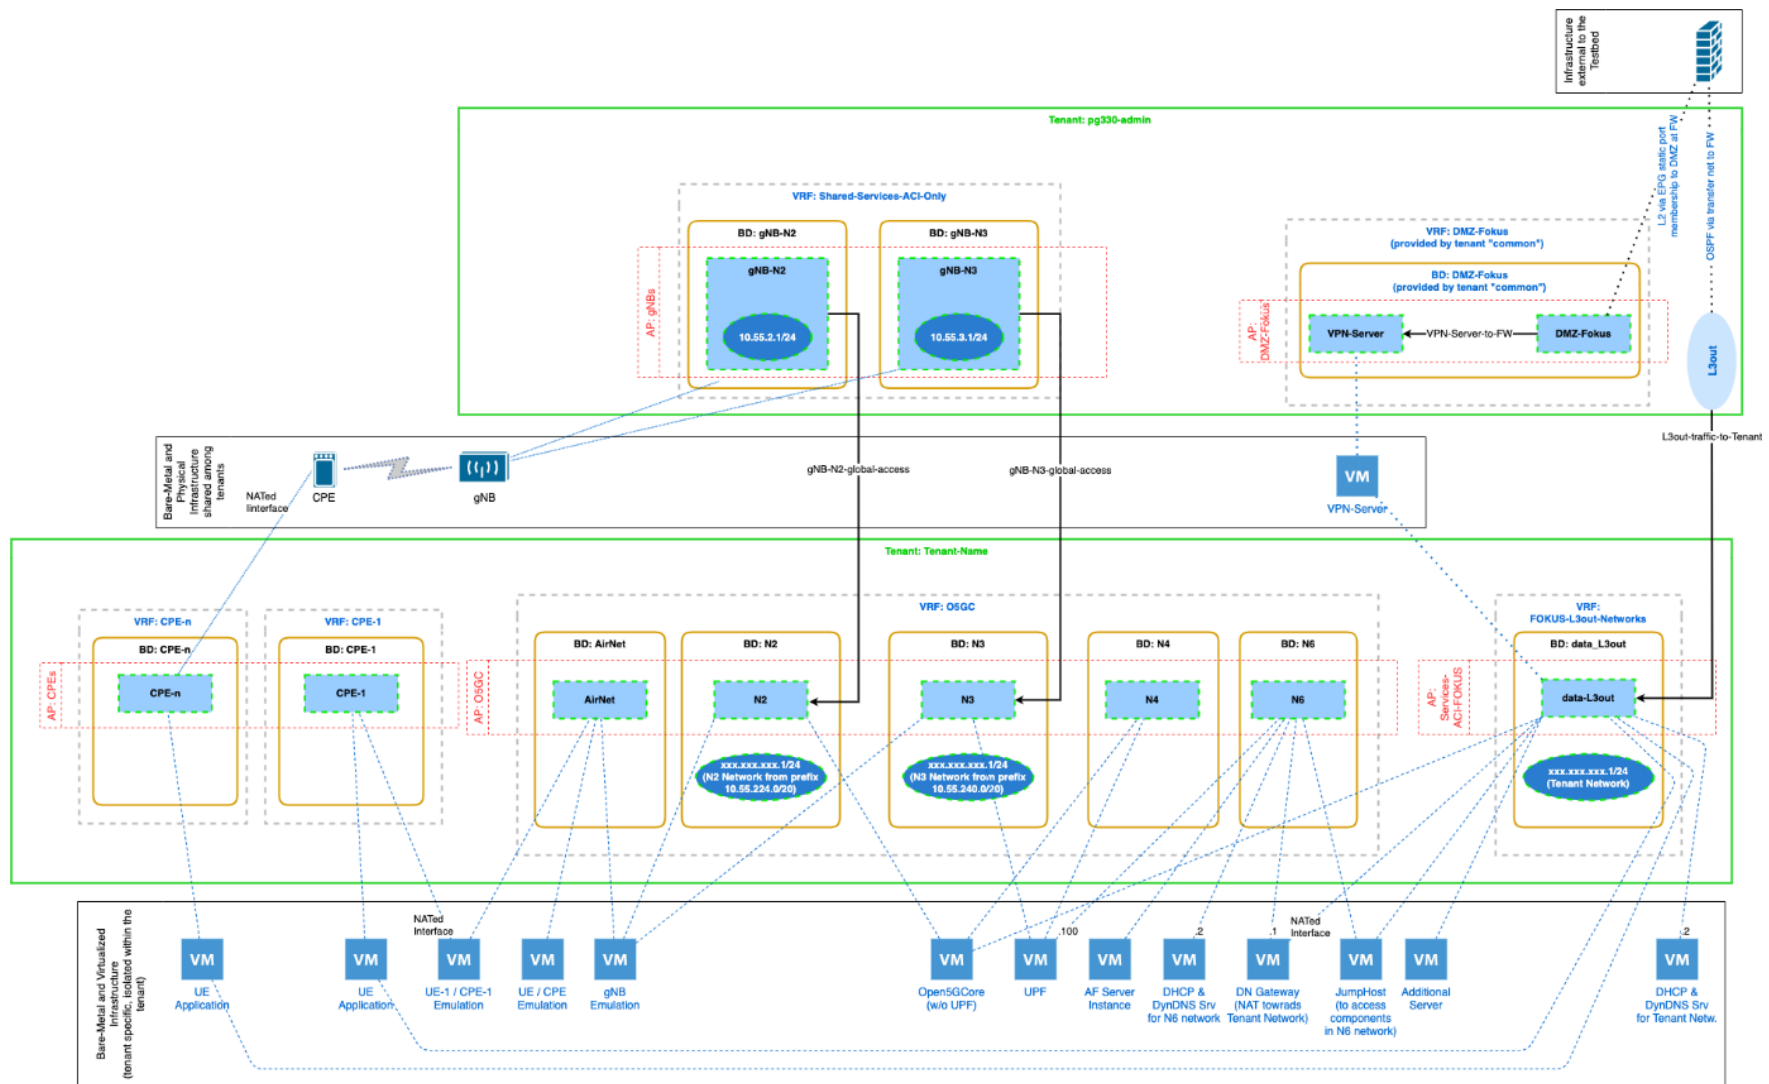 Infrastructure
external to the
Testbed
Tenant: pg330-admin
L2 via EPG static port
membership to DMZ at FW
OSPF via transfer net to FW
VRF: Shared-Services-ACI-Only
BD: gNB-N2
BD: gNB-N3
AP: gNBs
gNB-N2
10.55.2.1/24
gNB-N3
10.55.3.1/24
VRF: DMZ-Fokus
(provided by tenant "common")
BD: DMZ-Fokus
(provided by tenant "common")
AP:
DMZ-Fokus
VPN-Server
VPN-Server-to-FW
DMZ-Fokus
L3out
L3out-traffic-to-Tenant
Bare-Metal and
Physical
Infrastructure
shared among
tenants
NATed
Iinterface
CPE
gNB
gNB-N2-global-access
gNB-N3-global-access
VM
VPN-Server
Tenant: Tenant-Name
VRF: CPE-n
BD: CPE-n
VRF: CPE-1
BD: CPE-1
AP: CPEs
CPE-n
CPE-1
VRF: O5GC
AP: O5GC
BD: AirNet
AirNet
BD: N2
N2
xxx.xxx.xxx.1/24
(N2 Network from prefix
10.55.224.0/20)
BD: N3
N3
xxx.xxx.xxx.1/24
(N3 Network from prefix
10.55.240.0/20)
BD: N4
N4
BD: N6
N6
VRF:
FOKUS-L3out-Networks
BD: data_L3out
AP:
Services-
ACI-FOKUS
data-L3out
xxx.xxx.xxx.1/24
(Tenant Network)
Bare-Metal and Virtualized
Infrastructure
(tenant specific, isolated within the
tenant)
VM
UE
Application
VM
UE
Application
NATed
Interface
VM
UE-1 / CPE-1
Emulation
VM
UE / CPE
Emulation
VM
gNB
Emulation
VM
Open5GCore
(w/o UPF)
.100
VM
UPF
VM
AF Server
Instance
.2
VM
DHCP &
DynDNS Srv
for N6 network
.1
VM
DN Gateway
(NAT towrads
Tenant Network)
NATed
Interface
VM
JumpHost
(to access
components
in N6 network)
VM
Additional
Server
.2
VM
DHCP &
DynDNS Srv
for Tenant Netw.